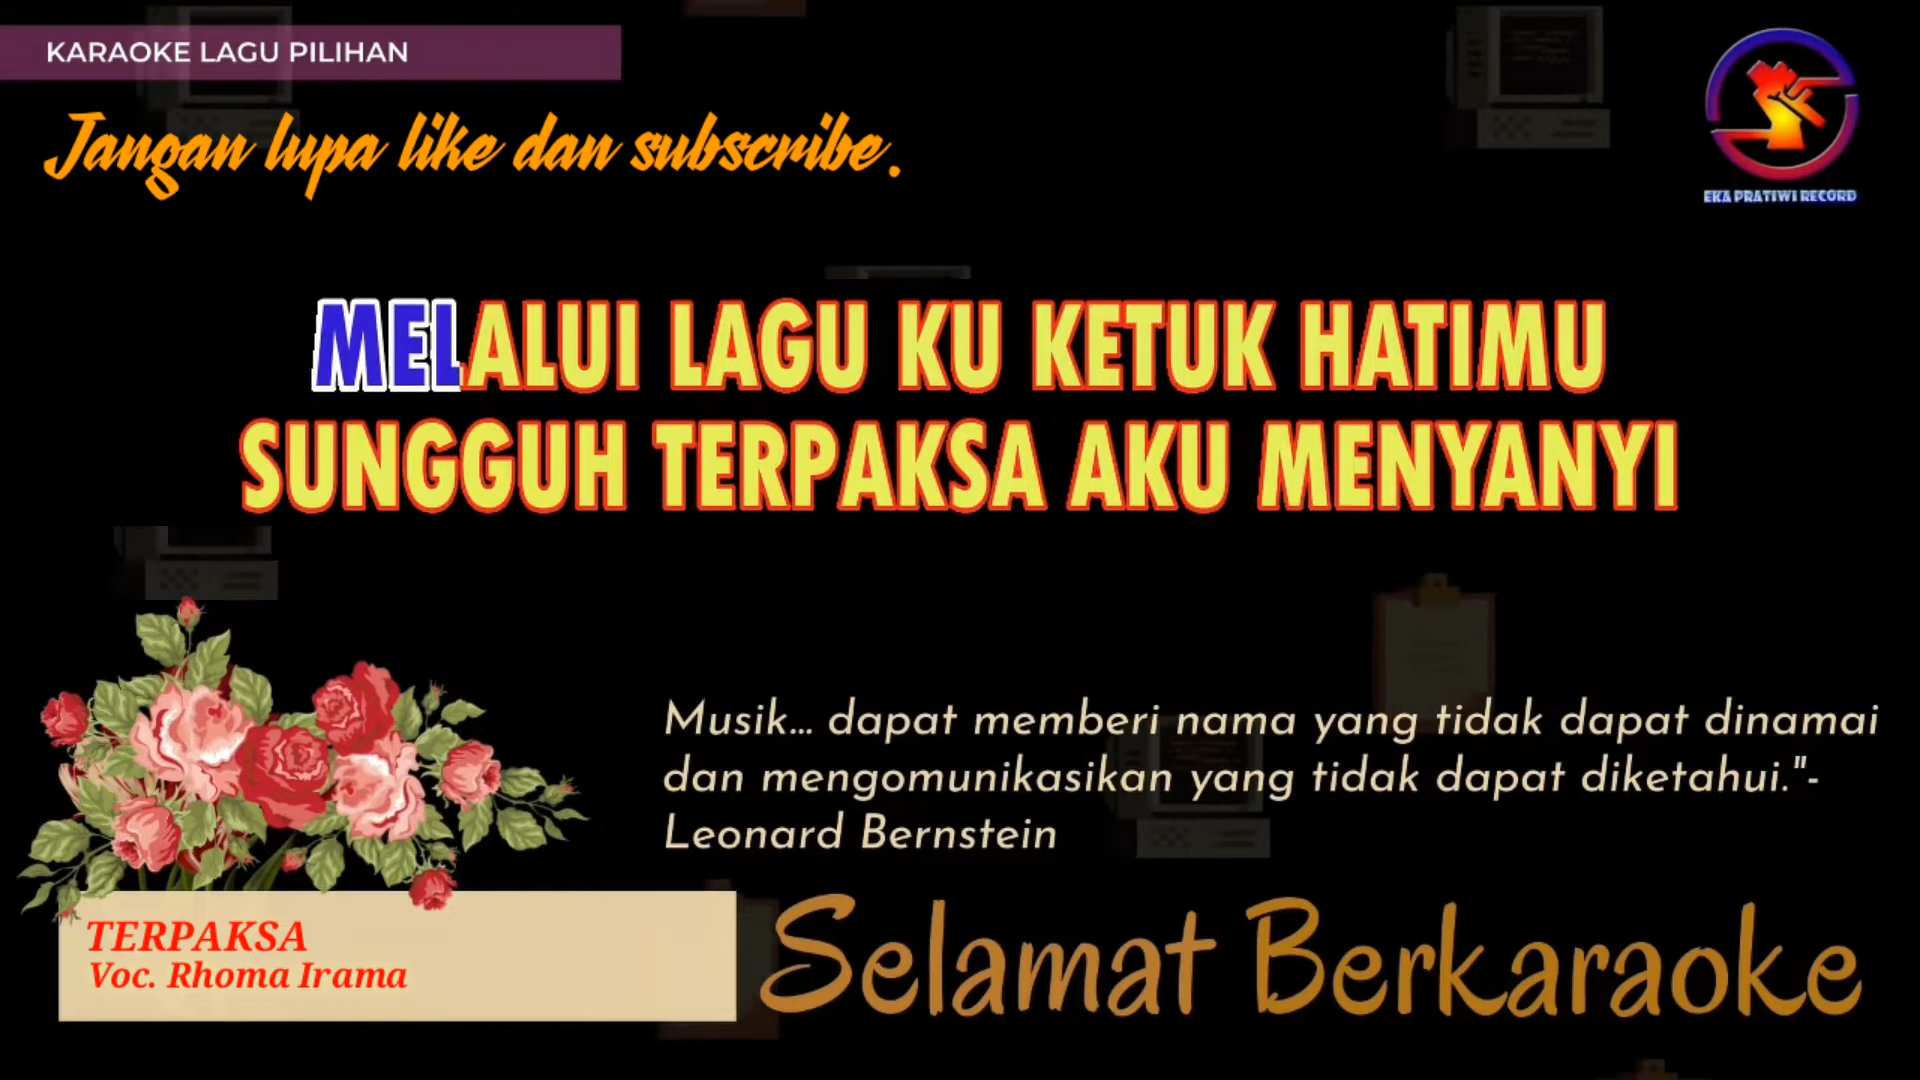 KARAOKE LAGU PILIHAN
Jangan lupa like dan subscribe.
EKA PRATIWI RECORD
MELALUI LAGU KU KETUK HATIMU
SUNGGUH TERPAKSA AKU MENYANYI
Musik... dapat memberi nama yang tidak dapat dinamai
dan mengomunikasikan yang tidak dapat diketahui."-
Leonard Bernstein
TERPAKSA
Voc. Rhoma Irama
Selamat Berkaraoke